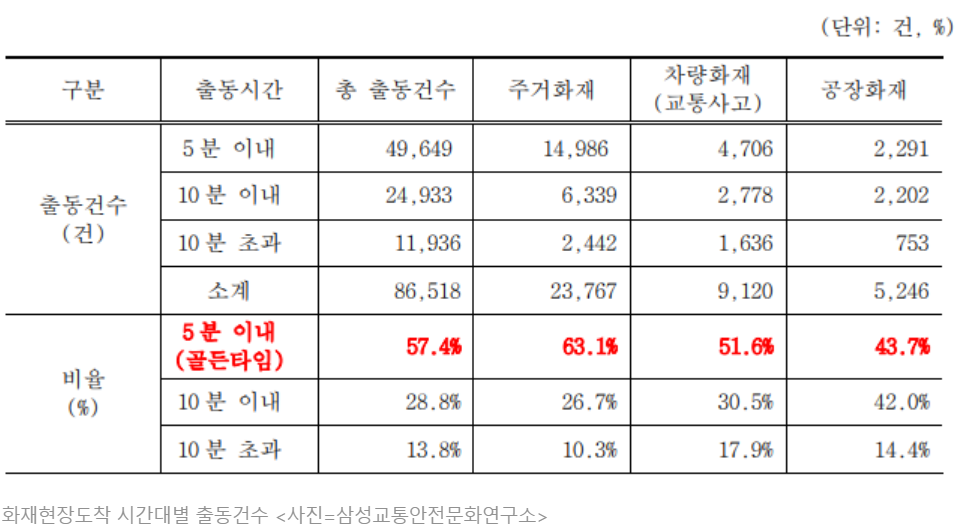 (단위: 건, %)
구분 출동시간 총 출동건수 주거화재 차량화재 (교통사고) 공장화재
출동건수 (건)
5분 이내 49,649 14,986 4,706 2,291
10분 이내 24,933 6,339 2,778 2,202
10분 초과 11,936 2,442 1,636 753
소계 86,518 23,767 9,120 5,246
비율 (%)
5분 이내 (골든타임) 57.4% 63.1% 51.6% 43.7%
10분 이내 28.8% 26.7% 30.5% 42.0%
10분 초과 13.8% 10.3% 17.9% 14.4%
화재현장도착 시간대별 출동건수 <사진=삼성교통안전문화연구소>